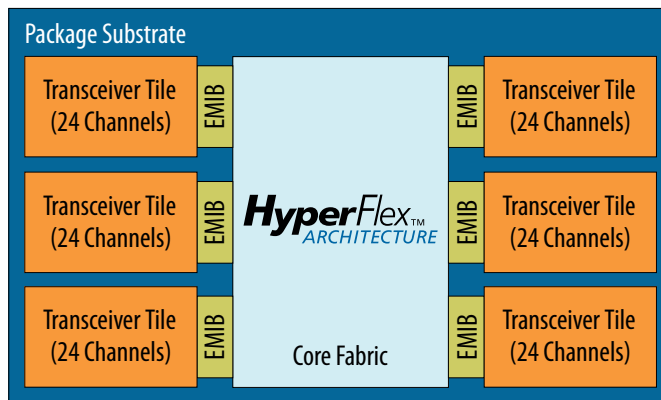 Package Substrate
Transceiver Tile
(24 Channels)
EMIB
EMIB
Transceiver Tile
(24 Channels)
Transceiver Tile
(24 Channels)
EMIB
HyperFlex™
ARCHITECTURE
EMIB
Transceiver Tile
(24 Channels)
Transceiver Tile
(24 Channels)
EMIB
Core Fabric
EMIB
Transceiver Tile
(24 Channels)